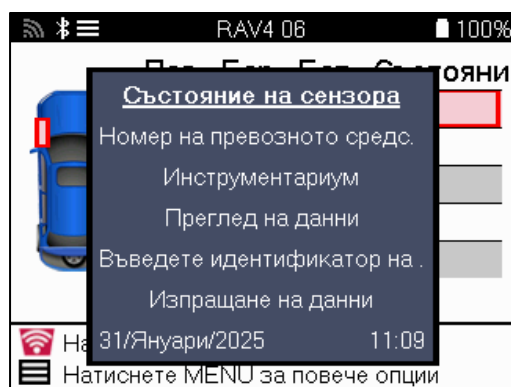 RAV4 06 100%
Състояние на сензора
Номер на превозното средс.
Инструментариум
Преглед на данни
Въведете идентификатор на .
Изпращане на данни
31/Януари/2025 11:09
Натиснете MENU за повече опции